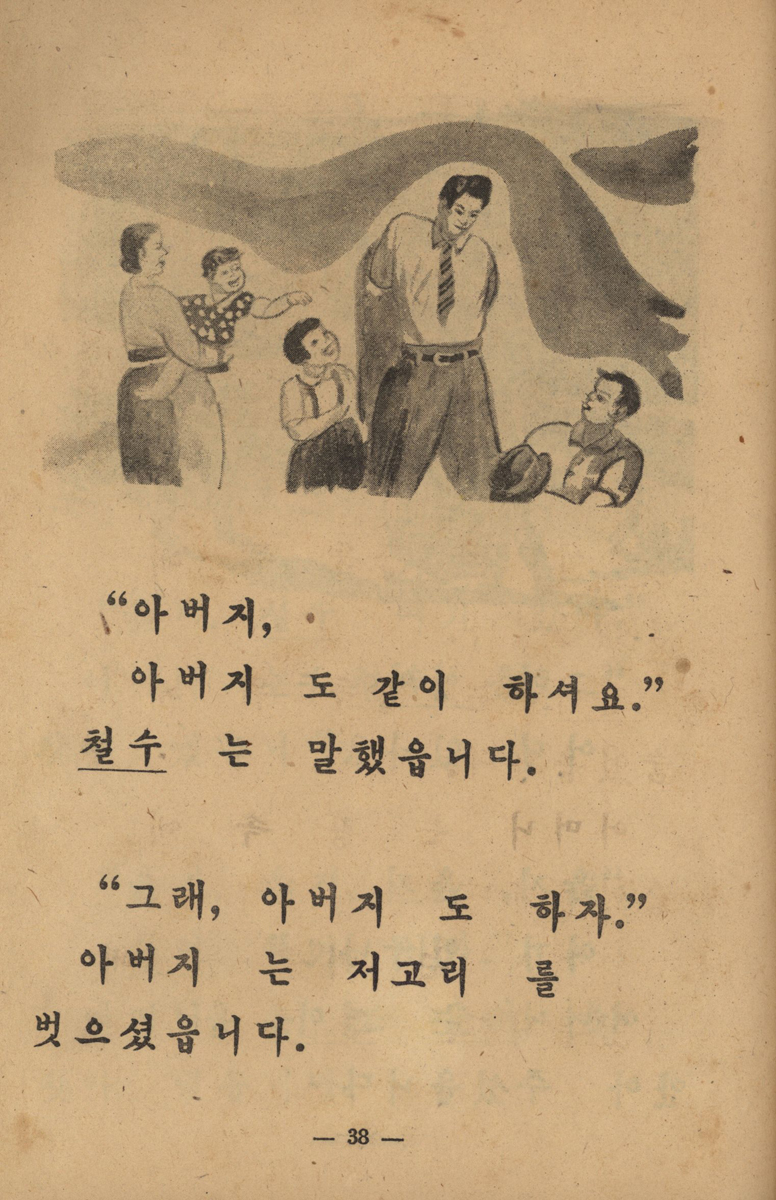 “아버지,
아버지 도 같이 하셔요.”
철수 는 말했읍니다.
“그래, 아버지 도 하자.”
아버지 는 저고리 를
벗으셨읍니다.
— 38 —